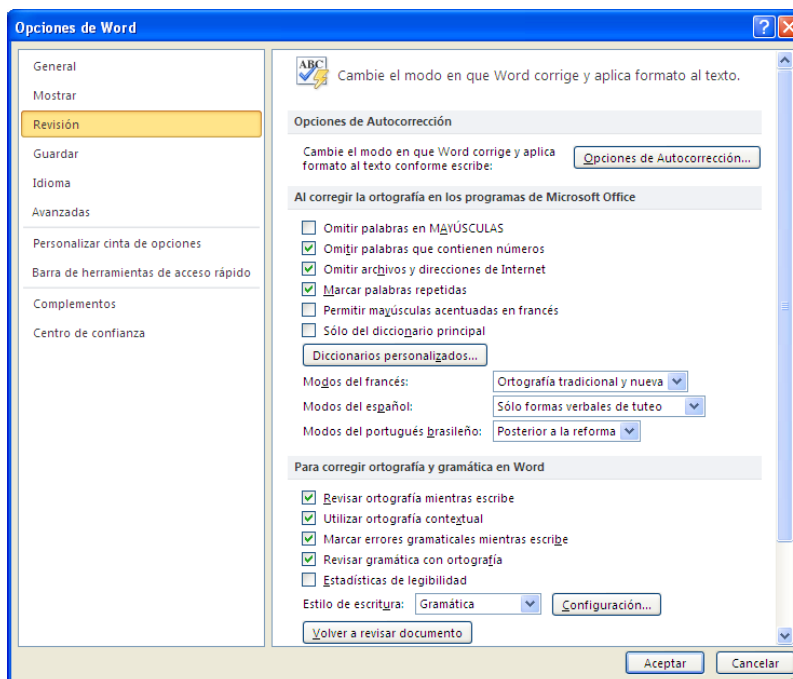 Opciones de Word
General
Mostrar
Revisión
Guardar
Idioma
Avanzadas
Personalizar cinta de opciones
Barra de herramientas de acceso rápido
Complementos
Centro de confianza
ABC
Cambie el modo en que Word corrige y aplica formato al texto.
Opciones de Autocorrección
Cambie el modo en que Word corrige y aplica
formato al texto conforme escribe:
Opciones de Autocorrección...
Al corregir la ortografía en los programas de Microsoft Office
Omitir palabras en MAYÚSCULAS
Omitir palabras que contienen números
Omitir archivos y direcciones de Internet
Marcar palabras repetidas
Permitir mayúsculas acentuadas en francés
Sólo del diccionario principal
Diccionarios personalizados...
Modos del francés: Ortografía tradicional y nueva
Modos del español: Sólo formas verbales de tuteo
Modos del portugués brasileño: Posterior a la reforma
Para corregir ortografía y gramática en Word
Revisar ortografía mientras escribe
Utilizar ortografía contextual
Marcar errores gramaticales mientras escribe
Revisar gramática con ortografía
Estadísticas de legibilidad
Estilo de escritura: Gramática Configuración...
Volver a revisar documento
Aceptar Cancelar